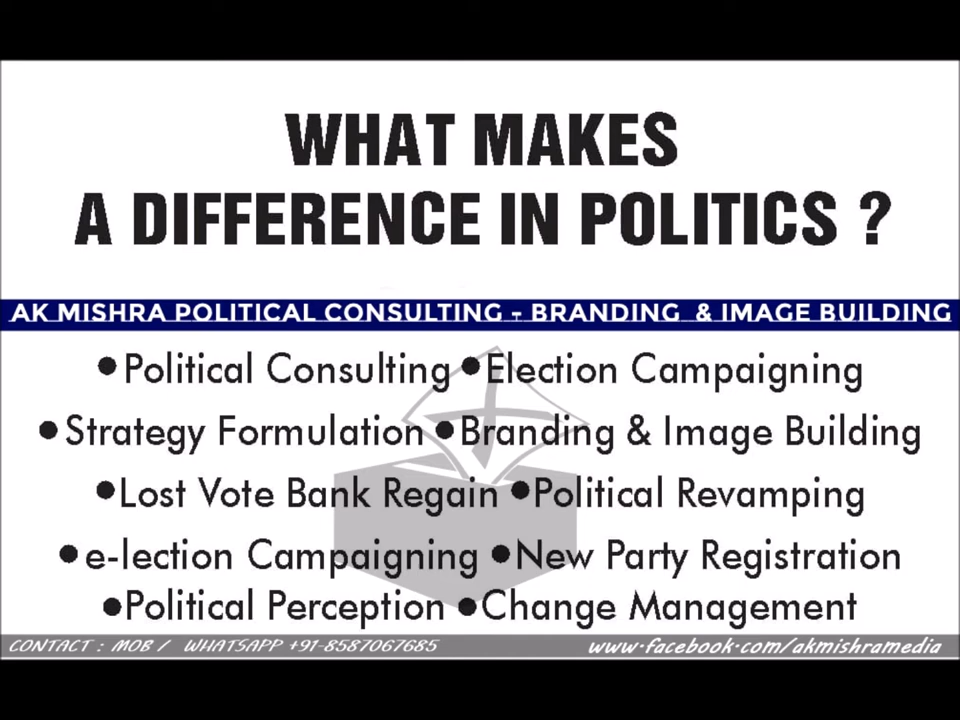 WHAT MAKES
A DIFFERENCE IN POLITICS ?
AK MISHRA POLITICAL CONSULTING - BRANDING & IMAGE BUILDING
•Political Consulting •Election Campaigning
•Strategy Formulation •Branding & Image Building
•Lost Vote Bank Regain •Political Revamping
•e-lection Campaigning •New Party Registration
•Political Perception •Change Management
CONTACT : MOB / WHATSAPP +91-8587067685 www.facebook.com/akmishramedia